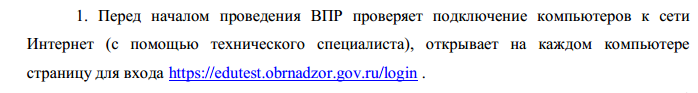 1. Перед началом проведения ВПР проверяет подключение компьютеров к сети
Интернет (с помощью технического специалиста), открывает на каждом компьютере
страницу для входа https://edutest.obrnadzor.gov.ru/login .